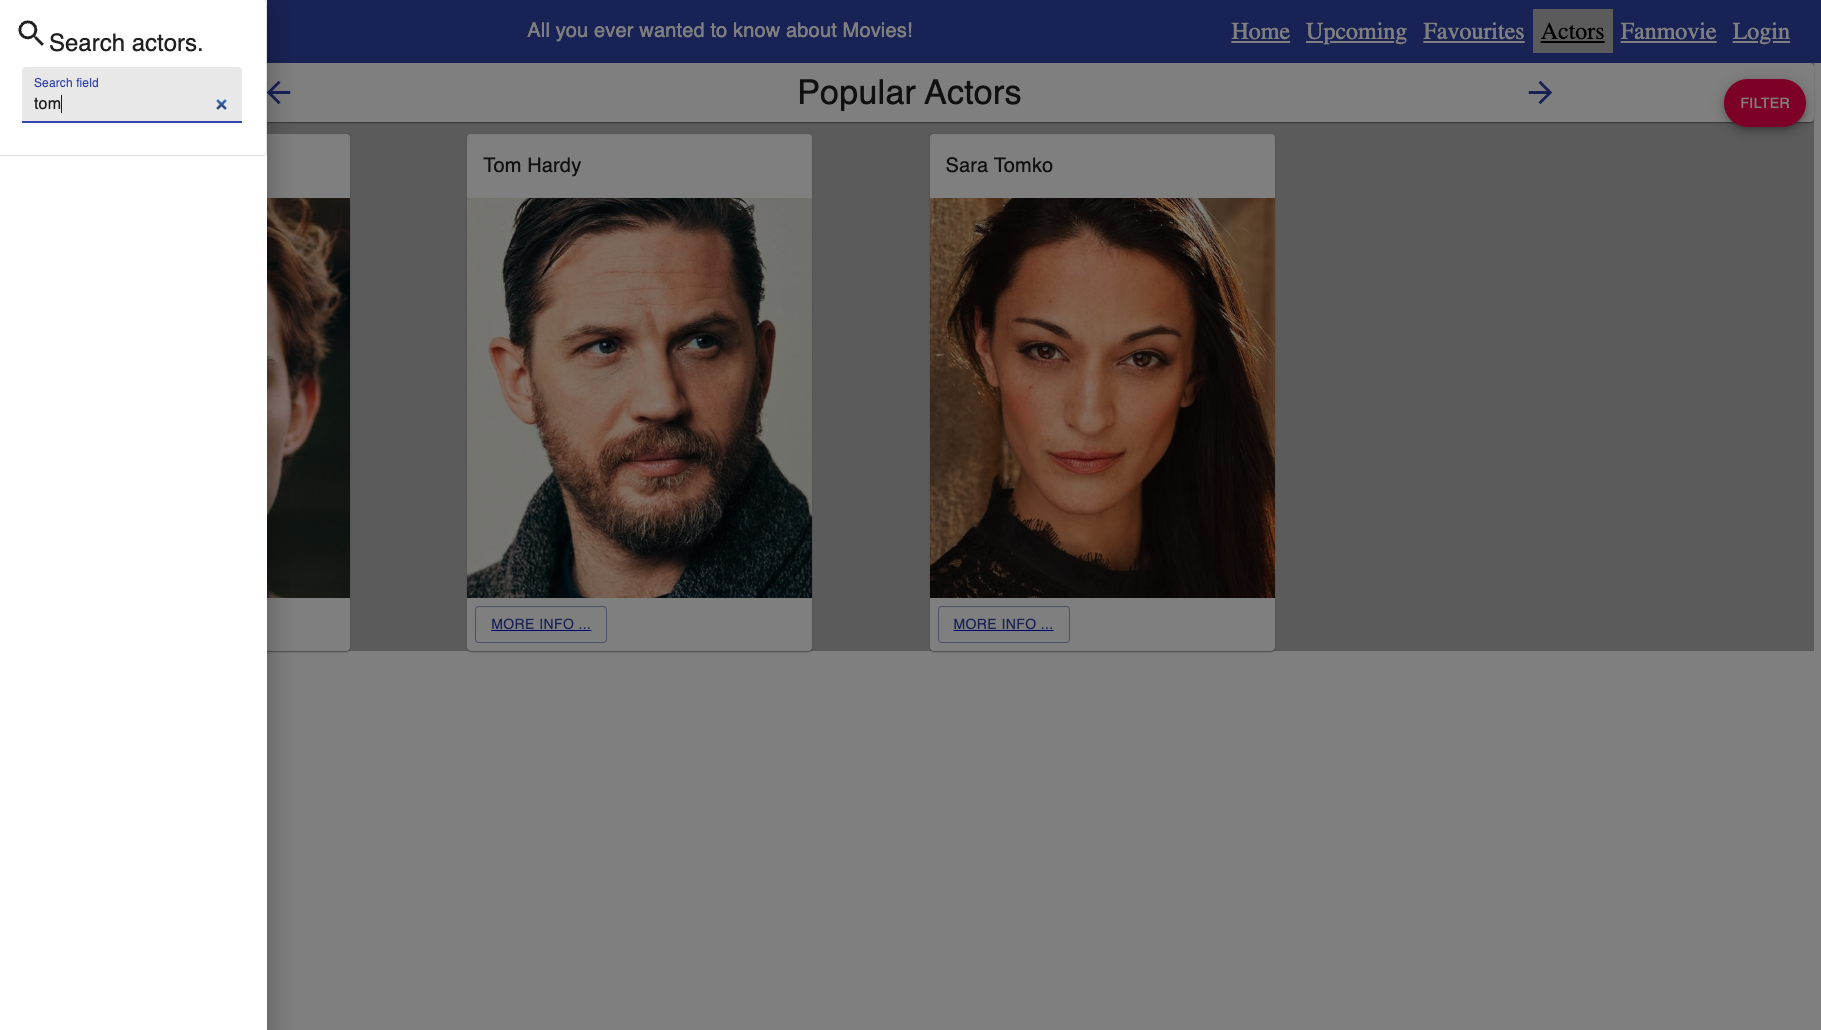 Search actors.
Search field
tom
All you ever wanted to know about Movies!
Home Upcoming Favourites Actors Fanmovie Login
Popular Actors
FILTER
Tom Hardy
MORE INFO ...
Sara Tomko
MORE INFO ...